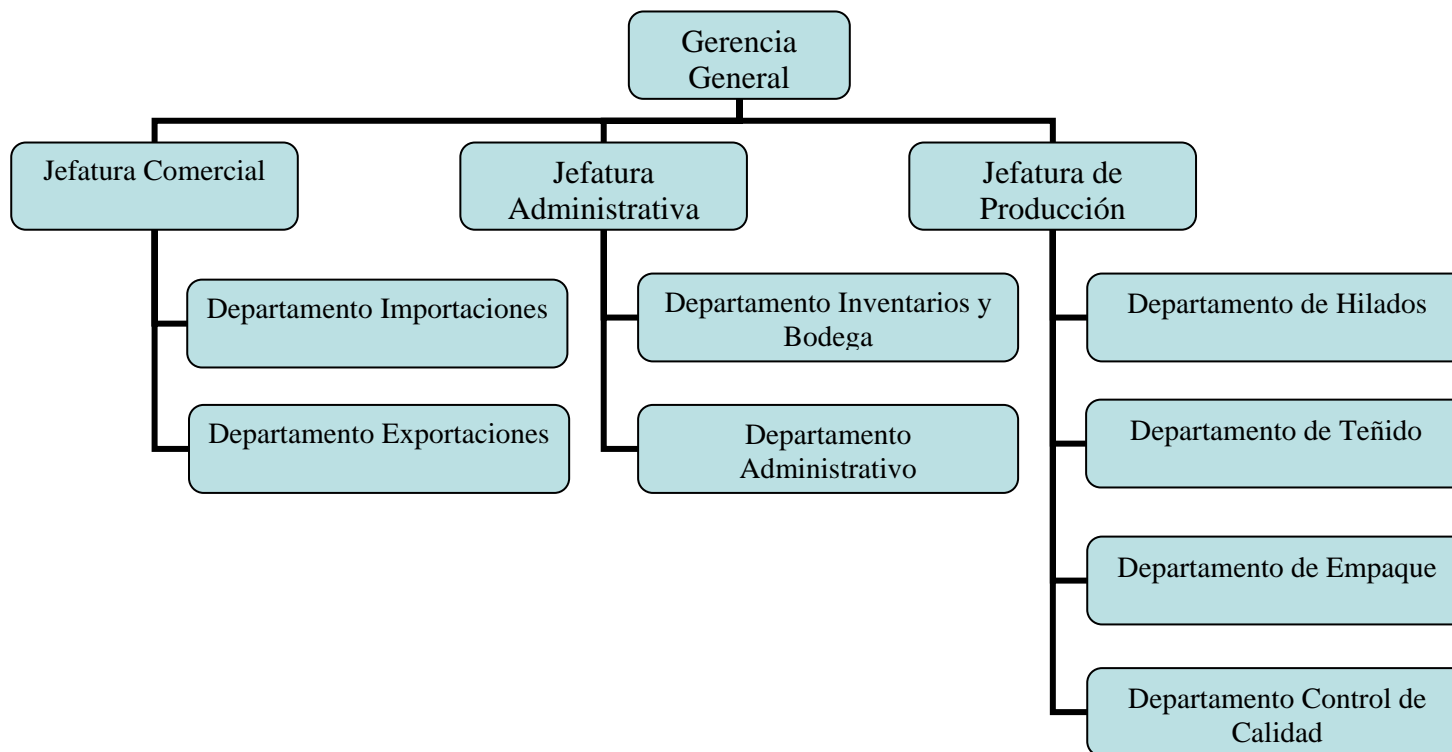 Gerencia
General
Jefatura Comercial
Jefatura
Administrativa
Jefatura de
Producción
Departamento Importaciones
Departamento Exportaciones
Departamento Inventarios y
Bodega
Departamento
Administrativo
Departamento de Hilados
Departamento de Teñido
Departamento de Empaque
Departamento Control de
Calidad